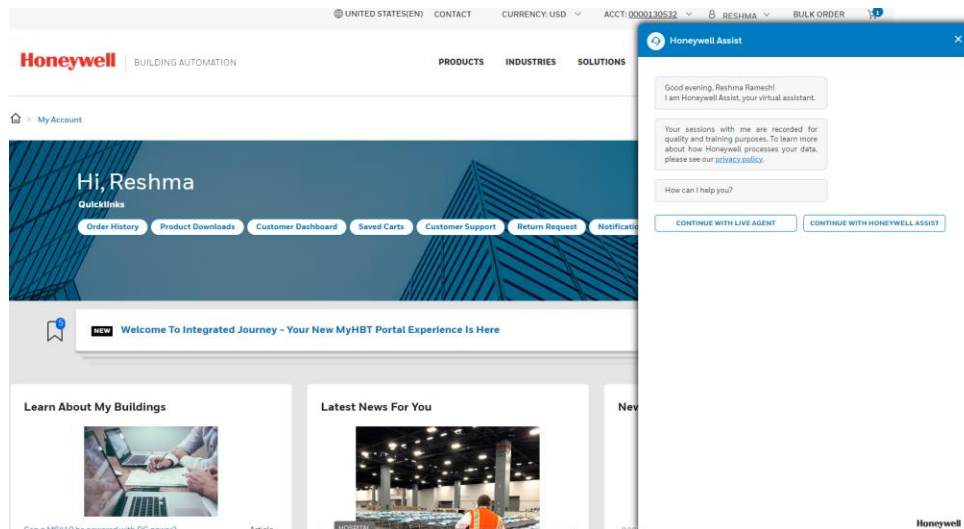 UNITED STATES(EN) CONTACT CURRENCY: USD ACCT: 0000130532 RESHMA BULK ORDER 1
Honeywell BUILDING AUTOMATION
PRODUCTS INDUSTRIES SOLUTIONS
My Account
Hi, Reshma
Quicklinks
Order History Product Downloads Customer Dashboard Saved Carts Customer Support Return Request
5
NEW Welcome To Integrated Journey - Your New MyHBT Portal Experience Is Here
Learn About My Buildings
Latest News For You
New
Article
HOSPITAL
Honeywell Assist
Good evening, Reshma Ramesh!
I am Honeywell Assist, your virtual assistant.
Your sessions with me are recorded for
quality and training purposes. To learn more
about how Honeywell processes your data,
please see our privacy policy.
How can I help you?
CONTINUE WITH LIVE AGENT CONTINUE WITH HONEYWELL ASSIST
Honeywell